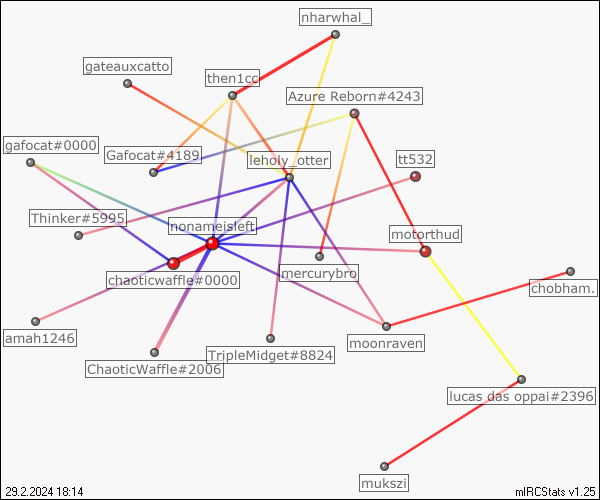 nharwhal_
gateauxcatto
then1cc
Azure Reborn#4243
gafocat#0000
Gafocat#4189
leholy_otter
tt532
Thinker#5995
nonameisleft
motorthud
chaoticwaffle#0000
mercurybro
chobham.
amah1246
moonraven
TripleMidget#8824
ChaoticWaffle#2006
lucas das oppai#2396
mukszi
29.2.2024 18:14
mIRCStats v1.25